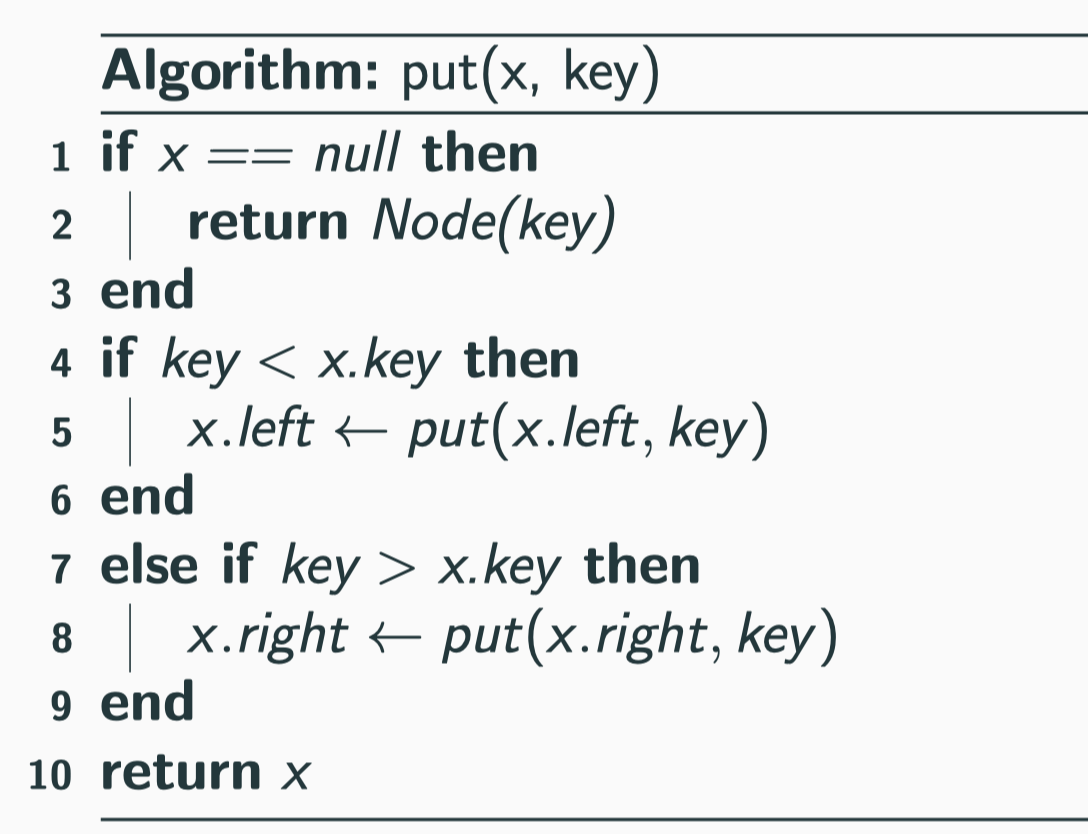 Algorithm: put(x, key)
1 if x == null then
2 return Node(key)
3 end
4 if key < x.key then
5 x.left ← put(x.left, key)
6 end
7 else if key > x.key then
8 x.right ← put(x.right, key)
9 end
10 return x